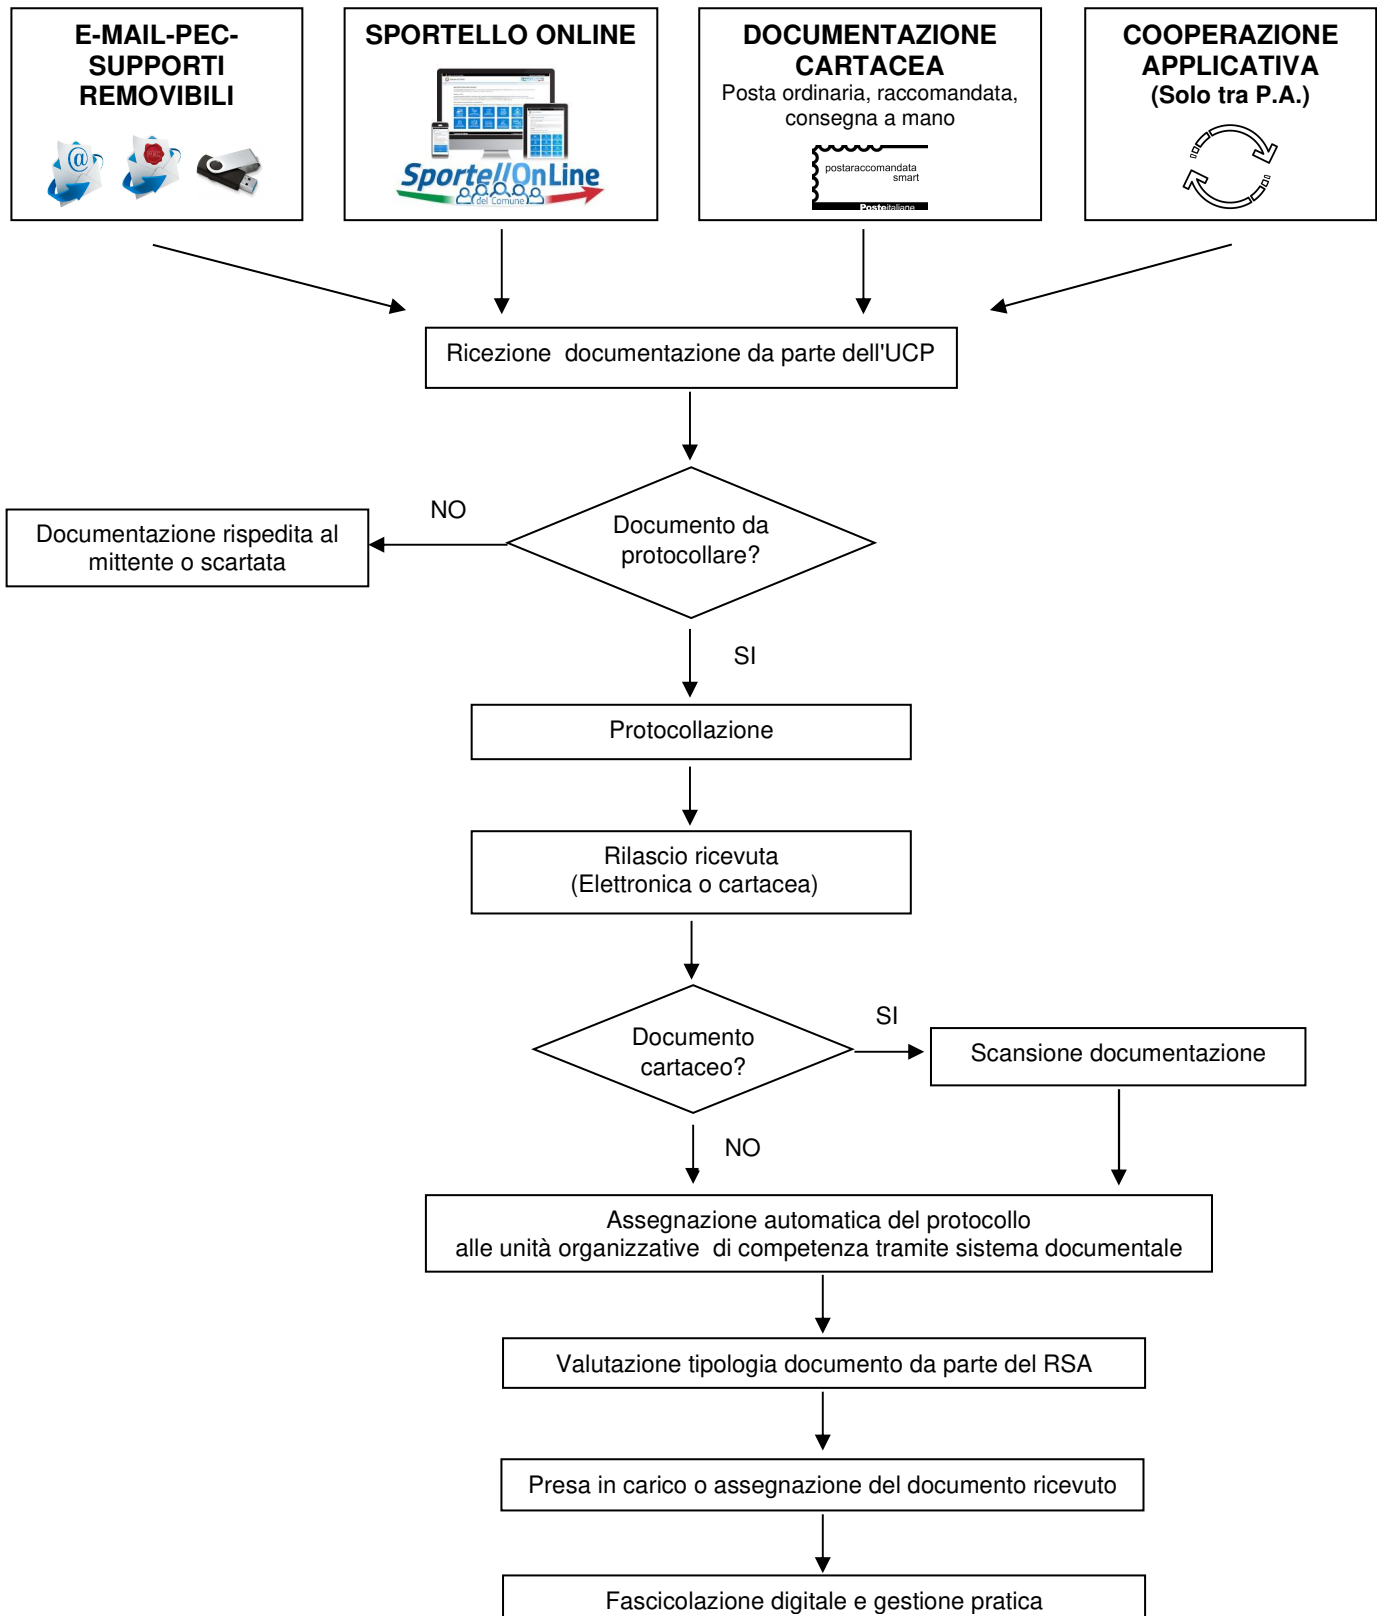 E-MAIL-PEC-
SUPPORTI
REMOVIBILI
@
PEC
SPORTELLO ONLINE
SportellOnLine
del Comune
DOCUMENTAZIONE
CARTACEA
Posta ordinaria, raccomandata,
consegna a mano
postaraccomandata
smart
Posteitaliane
COOPERAZIONE
APPLICATIVA
(Solo tra P.A.)
Ricezione documentazione da parte dell'UCP
NO
Documentazione rispedita al
mittente o scartata
Documento da
protocollare?
SI
Protocollazione
Rilascio ricevuta
(Elettronica o cartacea)
Documento
cartaceo?
SI
Scansione documentazione
NO
Assegnazione automatica del protocollo
alle unità organizzative di competenza tramite sistema documentale
Valutazione tipologia documento da parte del RSA
Presa in carico o assegnazione del documento ricevuto
Fascicolazione digitale e gestione pratica